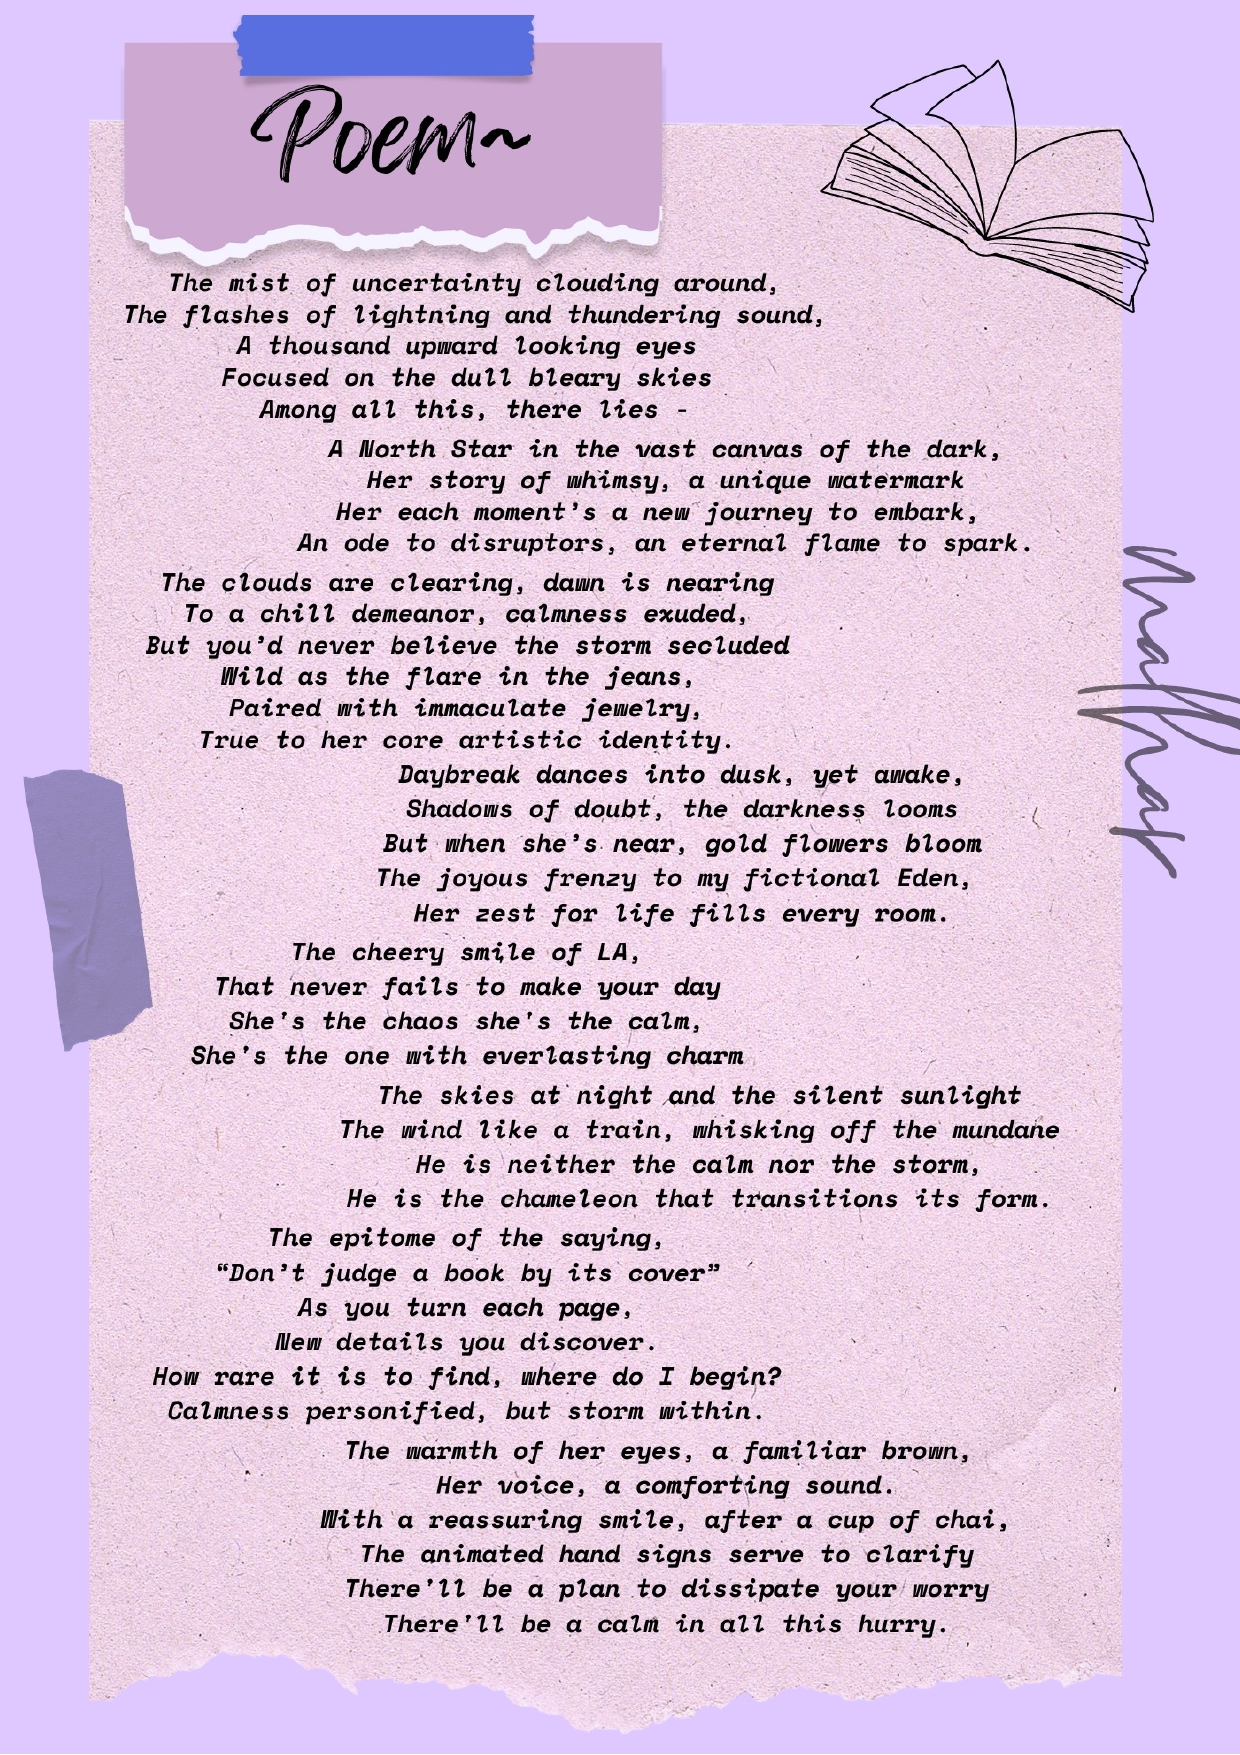 Poem~
The mist of uncertainty clouding around,
The flashes of lightning and thundering sound,
A thousand upward looking eyes
Focused on the dull bleary skies
Among all this, there lies -
A North Star in the vast canvas of the dark,
Her story of whimsy, a unique watermark
Her each moment’s a new journey to embark,
An ode to disruptors, an eternal flame to spark.
The clouds are clearing, dawn is nearing
To a chill demeanor, calmness exuded,
But you’d never believe the storm secluded
Wild as the flare in the jeans,
Paired with immaculate jewelry,
True to her core artistic identity.
Daybreak dances into dusk, yet awake,
Shadows of doubt, the darkness looms
But when she’s near, gold flowers bloom
The joyous frenzy to my fictional Eden,
Her zest for life fills every room.
The cheery smile of LA,
That never fails to make your day
She's the chaos she's the calm,
She's the one with everlasting charm
The skies at night and the silent sunlight
The wind like a train, whisking off the mundane
He is neither the calm nor the storm,
He is the chameleon that transitions its form.
The epitome of the saying,
“Don’t judge a book by its cover”
As you turn each page,
New details you discover.
How rare it is to find, where do I begin?
Calmness personified, but storm within.
The warmth of her eyes, a familiar brown,
Her voice, a comforting sound.
With a reassuring smile, after a cup of chai,
The animated hand signs serve to clarify
There'll be a plan to dissipate your worry
There'll be a calm in all this hurry.